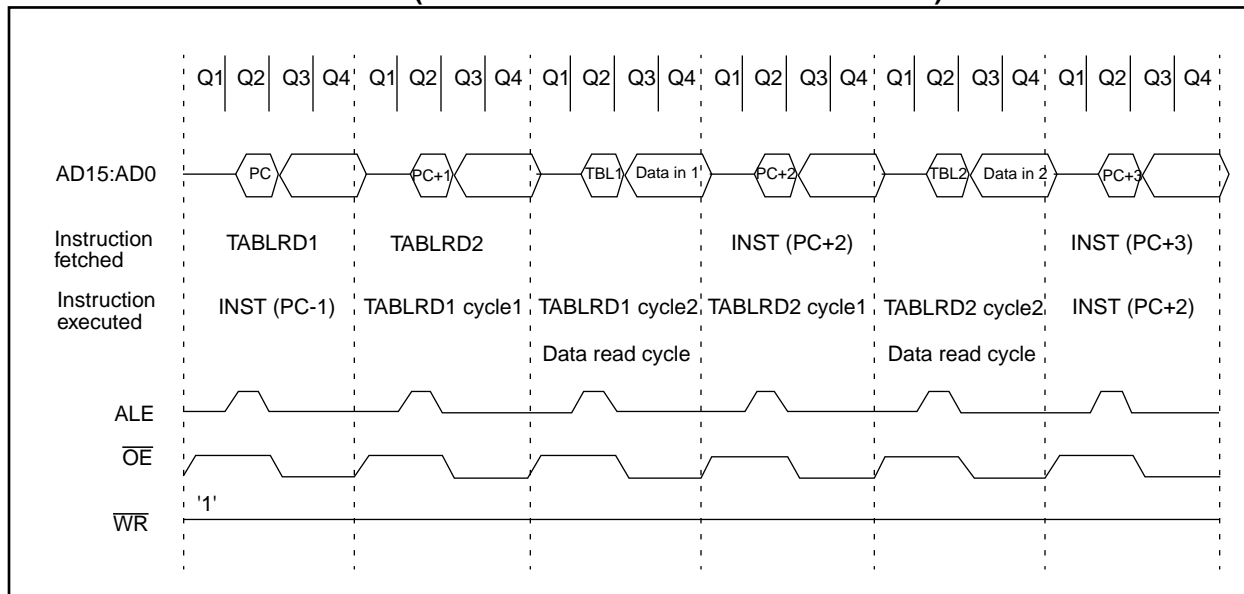 (
)
Q1 Q2 Q3 Q4 Q1 Q2 Q3 Q4 Q1 Q2 Q3 Q4 Q1 Q2 Q3 Q4 Q1 Q2 Q3 Q4 Q1 Q2 Q3 Q4
AD15:AD0 PC PC+1 TBL1 Data in 1 PC+2 TBL2 Data in 2 PC+3
Instruction fetched TABLRD1 TABLRD2 INST (PC+2) INST (PC+3)
Instruction executed INST (PC-1) TABLRD1 cycle1 TABLRD1 cycle2 TABLRD2 cycle1 TABLRD2 cycle2 INST (PC+2)
Data read cycle Data read cycle
ALE
OE
'1'
WR